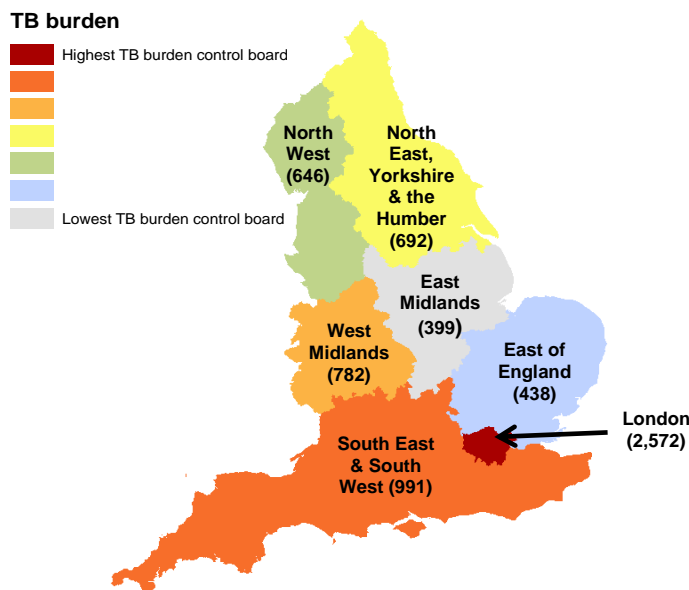 TB burden
Highest TB burden control board
Lowest TB burden control board
North
West
(646)
North
East,
Yorkshire
& the
Humber
(692)
East
Midlands
(399)
West
Midlands
(782)
East of
England
(438)
London
(2,572)
South East
& South
West (991)